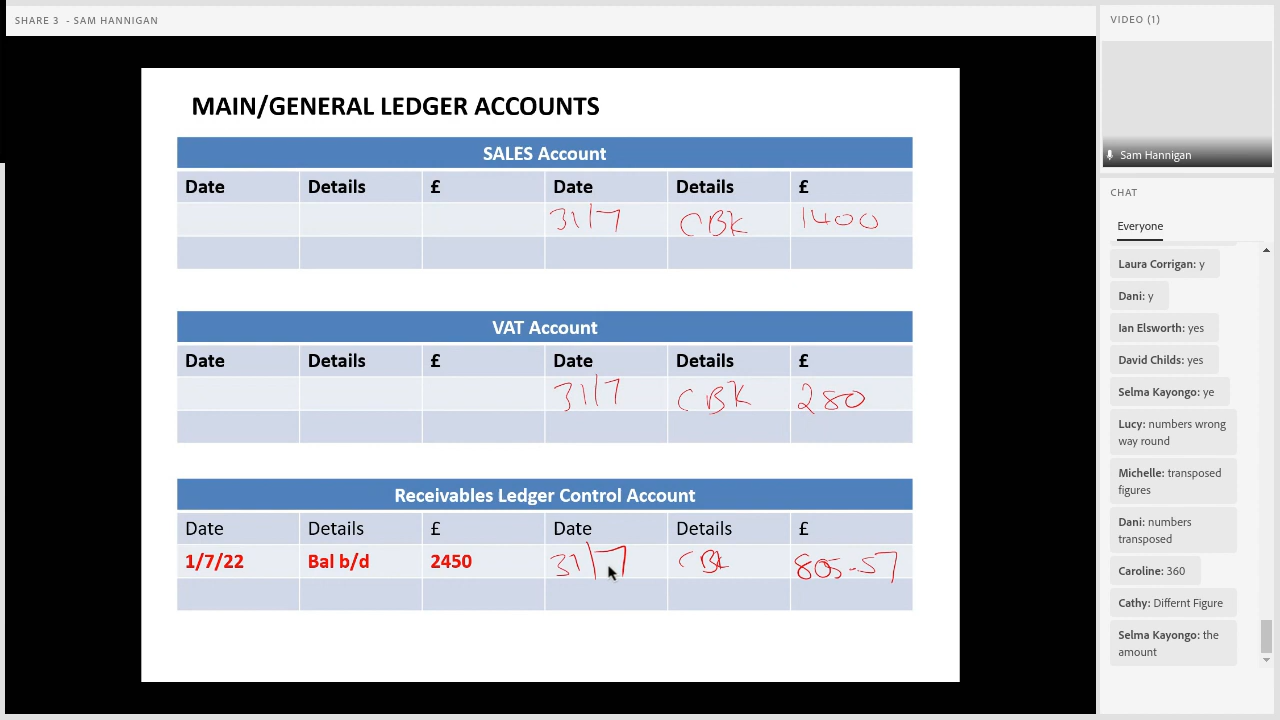 SHARE 3 - SAM HANNIGAN
MAIN/GENERAL LEDGER ACCOUNTS
SALES Account
Date Details £ Date Details £
31/7 CBK 1400
VAT Account
Date Details £ Date Details £
31/7 CBK 280
Receivables Ledger Control Account
Date Details £ Date Details £
1/7/22 Bal b/d 2450 31/7 CBK 805-57
VIDEO (1)
Sam Hannigan
CHAT
Everyone
Laura Corrigan: y
Dani: y
Ian Elsworth: yes
David Childs: yes
Selma Kayongo: ye
Lucy: numbers wrong
way round
Michelle: transposed
figures
Dani: numbers
transposed
Caroline: 360
Cathy: Differnt Figure
Selma Kayongo: the
amount